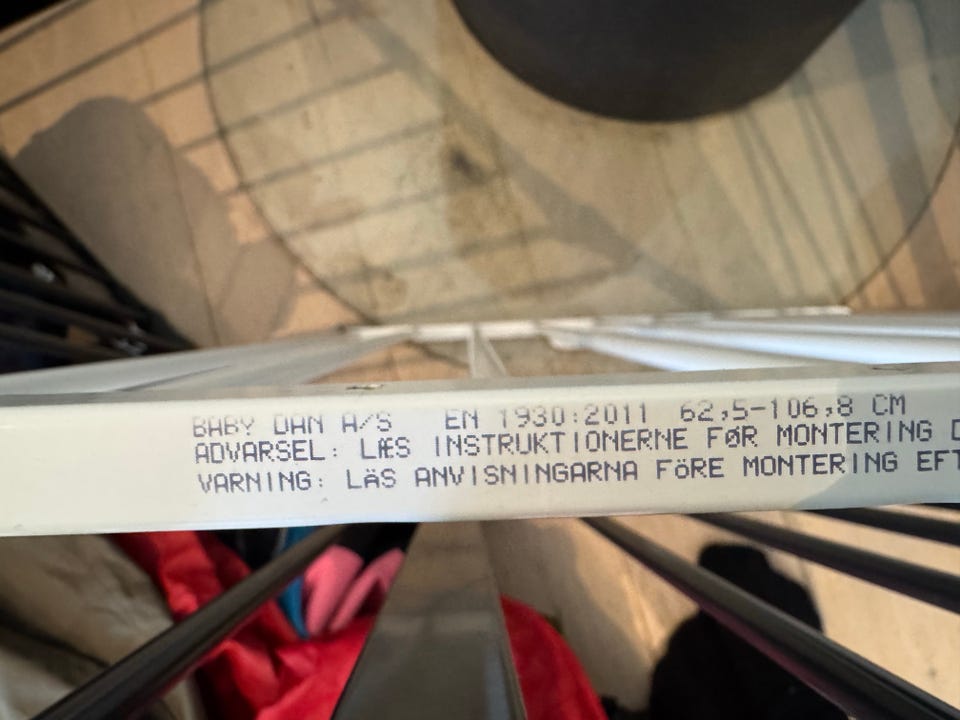 BABY DAN A/S EN 1930:2011 62,5-106,8 CM
ADVARSEL: LÆS INSTRUKTIONERNE FØR MONTERING
VARNING: LÄS ANVISNINGARNA FÖRE MONTERING